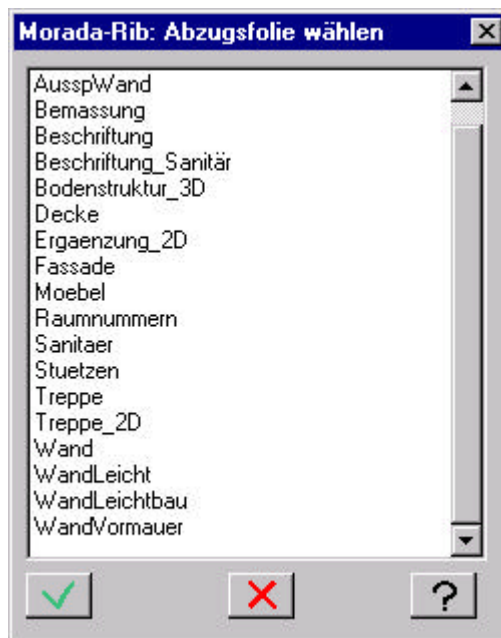 Morada-Rib: Abzugsfolie wählen
AusspWand
Bemassung
Beschriftung
Beschriftung_Sanitär
Bodenstruktur_3D
Decke
Ergaenzung_2D
Fassade
Moebel
Raumnummern
Sanitaer
Stuetzen
Treppe
Treppe_2D
Wand
WandLeicht
WandLeichtbau
WandVormauer
?